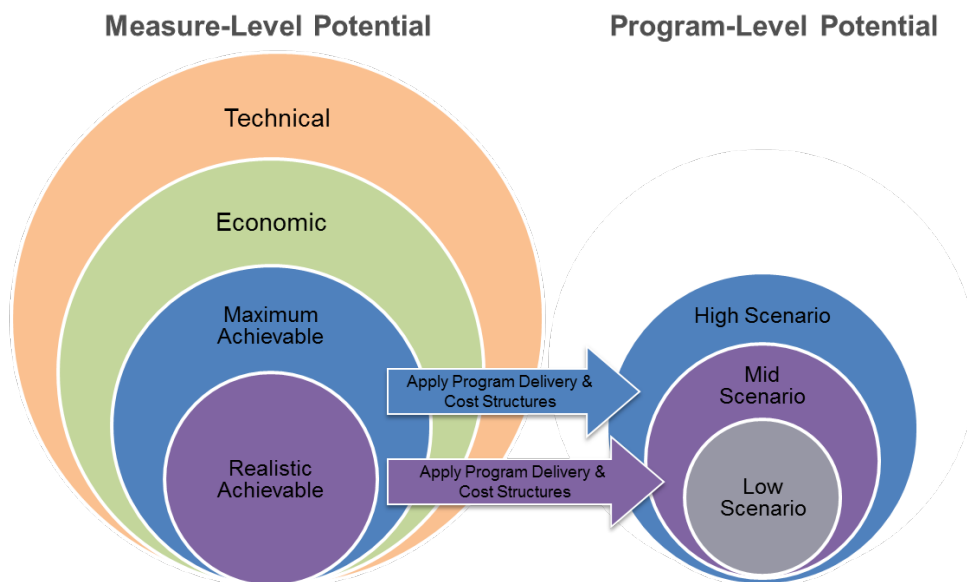 Measure-Level Potential
Program-Level Potential
Technical
Economic
Maximum
Achievable
Realistic
Achievable
Apply Program Delivery &
Cost Structures
Apply Program Delivery &
Cost Structures
High Scenario
Mid
Scenario
Low
Scenario